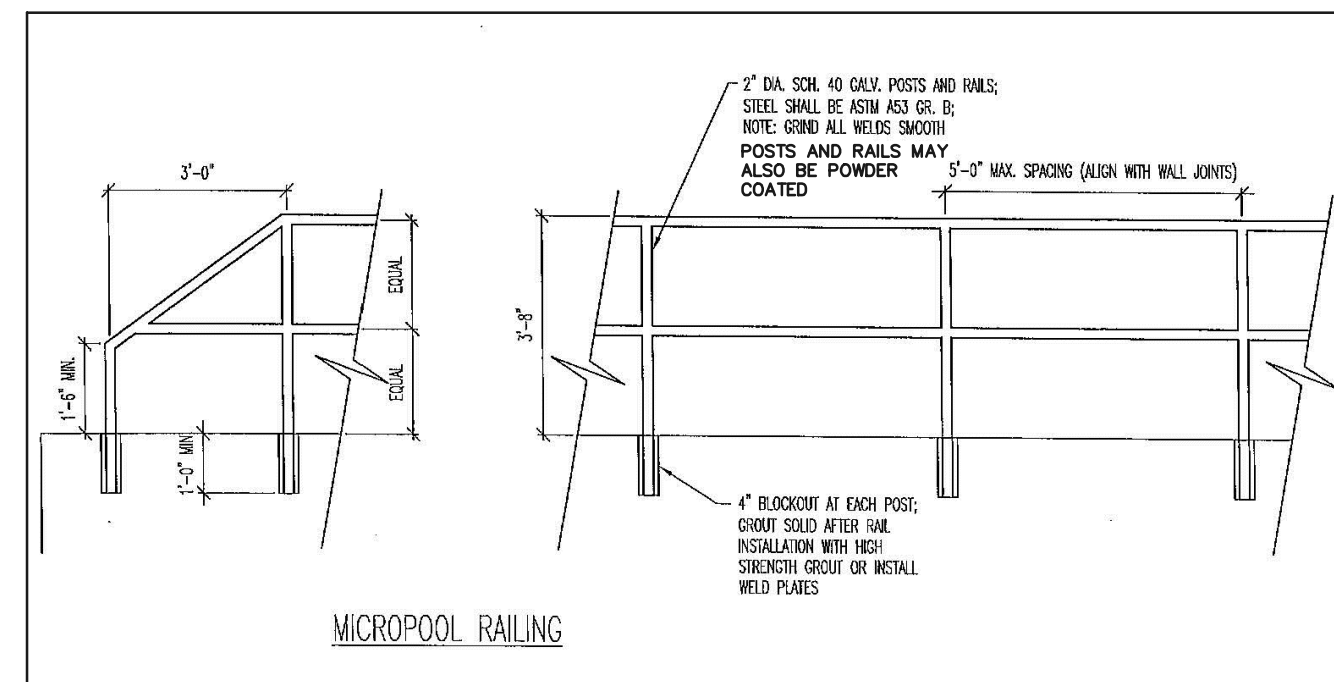 2" DIA. SCH. 40 GALV. POSTS AND RAILS;
STEEL SHALL BE ASTM A53 GR. B;
NOTE: GRIND ALL WELDS SMOOTH
POSTS AND RAILS MAY
ALSO BE POWDER
COATED
5'-0" MAX. SPACING (ALIGN WITH WALL JOINTS)
3'-0"
EQUAL
EQUAL
3'-8"
1'-6" MIN.
1'-0" MIN
4" BLOCKOUT AT EACH POST;
GROUT SOLID AFTER RAIL
INSTALLATION WITH HIGH
STRENGTH GROUT OR INSTALL
WELD PLATES
MICROPOOL RAILING